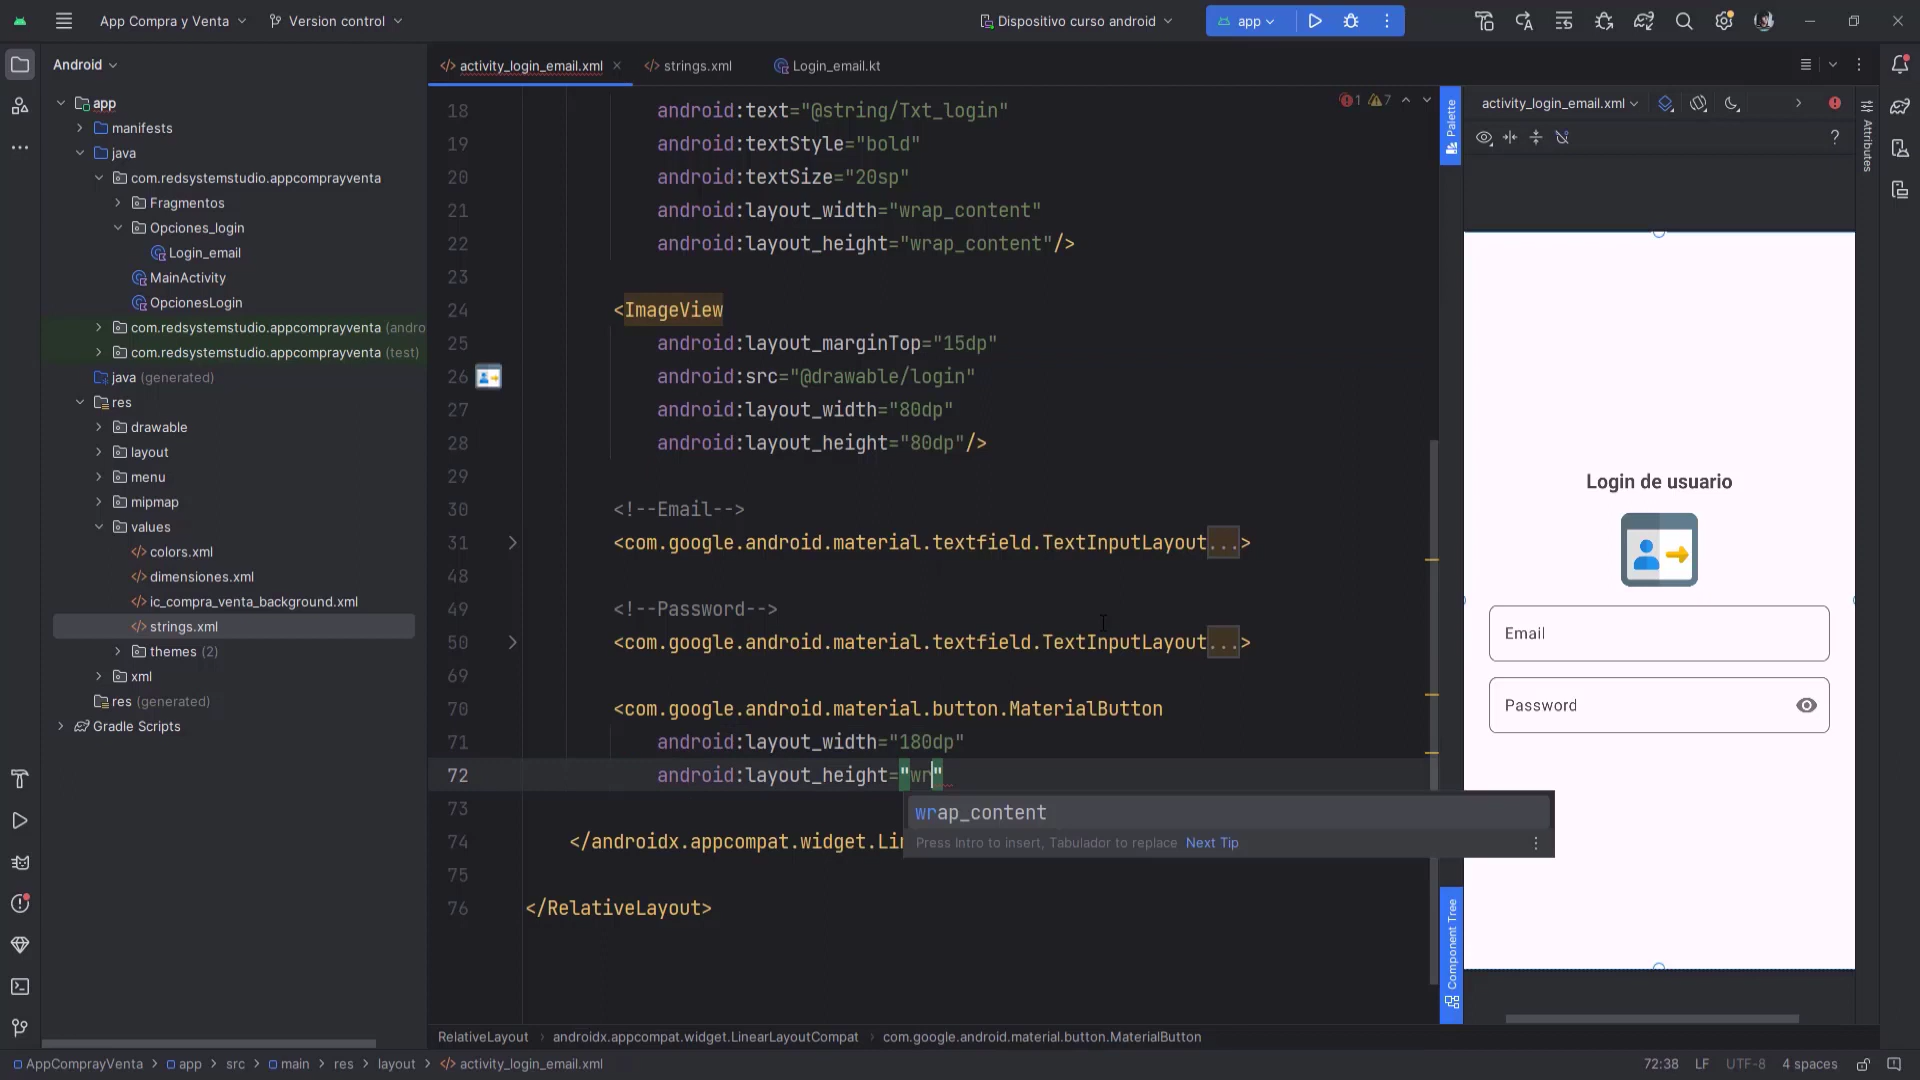 App Compra y Venta
Version control
Dispositivo curso android
app
Android
app
manifests
java
com.redsystemstudio.appcomprayventa
Fragmentos
Opciones_login
Login_email
MainActivity
OpcionesLogin
com.redsystemstudio.appcomprayventa (andro
com.redsystemstudio.appcomprayventa (test)
java (generated)
res
drawable
layout
menu
mipmap
values
colors.xml
dimensiones.xml
ic_compra_venta_background.xml
strings.xml
themes (2)
xml
res (generated)
Gradle Scripts
activity_login_email.xml
strings.xml
Login_email.kt
1 7
18 android:text="@string/Txt_login"
19 android:textStyle="bold"
20 android:textSize="20sp"
21 android:layout_width="wrap_content"
22 android:layout_height="wrap_content"/>
23
24 <ImageView
25 android:layout_marginTop="15dp"
26 android:src="@drawable/login"
27 android:layout_width="80dp"
28 android:layout_height="80dp"/>
29
30 <!--Email-->
31 <com.google.android.material.textfield.TextInputLayout...>
48
49 <!--Password-->
50 <com.google.android.material.textfield.TextInputLayout...>
69
70 <com.google.android.material.button.MaterialButton
71 android:layout_width="180dp"
72 android:layout_height="wr"
73
74 </androidx.appcompat.widget.Li
75
76 </RelativeLayout>
wrap_content
Press Intro to insert, Tabulador to replace Next Tip
Palette
Component Tree
activity_login_email.xml
?
Attributes
Login de usuario
Email
Password
RelativeLayout
androidx.appcompat.widget.LinearLayoutCompat
com.google.android.material.button.MaterialButton
AppComprayVenta
app
src
main
res
layout
activity_login_email.xml
72:38
LF
UTF-8
4 spaces